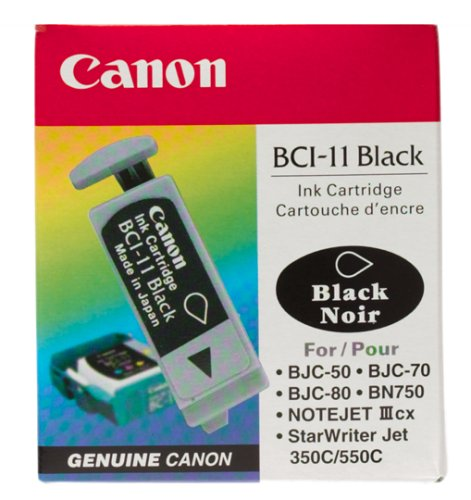 Canon
BCI-11 Black
Ink Cartridge
Cartouche d'encre
Canon
Ink Cartridge
BCI-11 Black
Made in Japan
Black
Noir
For / Pour
• BJC-50 • BJC-70
• BJC-80 • BN750
• NOTEJET IIIcx
• StarWriter Jet
350C/550C
GENUINE CANON